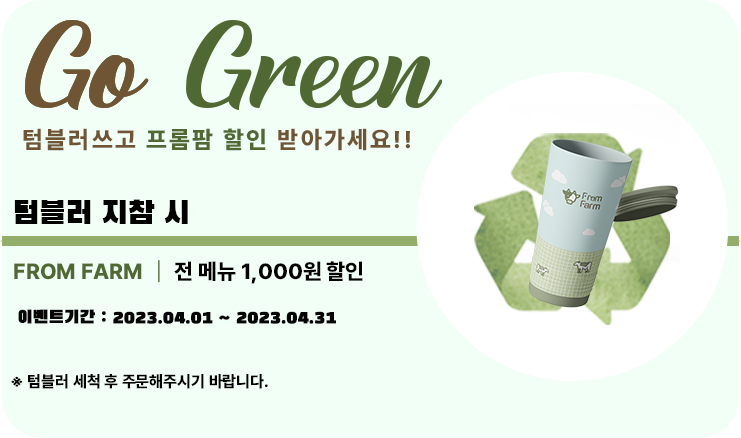 Go Green
텀블러쓰고 프롬팜 할인 받아가세요!!
텀블러 지참 시
From
Farm
FROM FARM | 전 메뉴 1,000원 할인
이벤트기간 : 2023.04.01 ~ 2023.04.31
※ 텀블러 세척 후 주문해주시기 바랍니다.